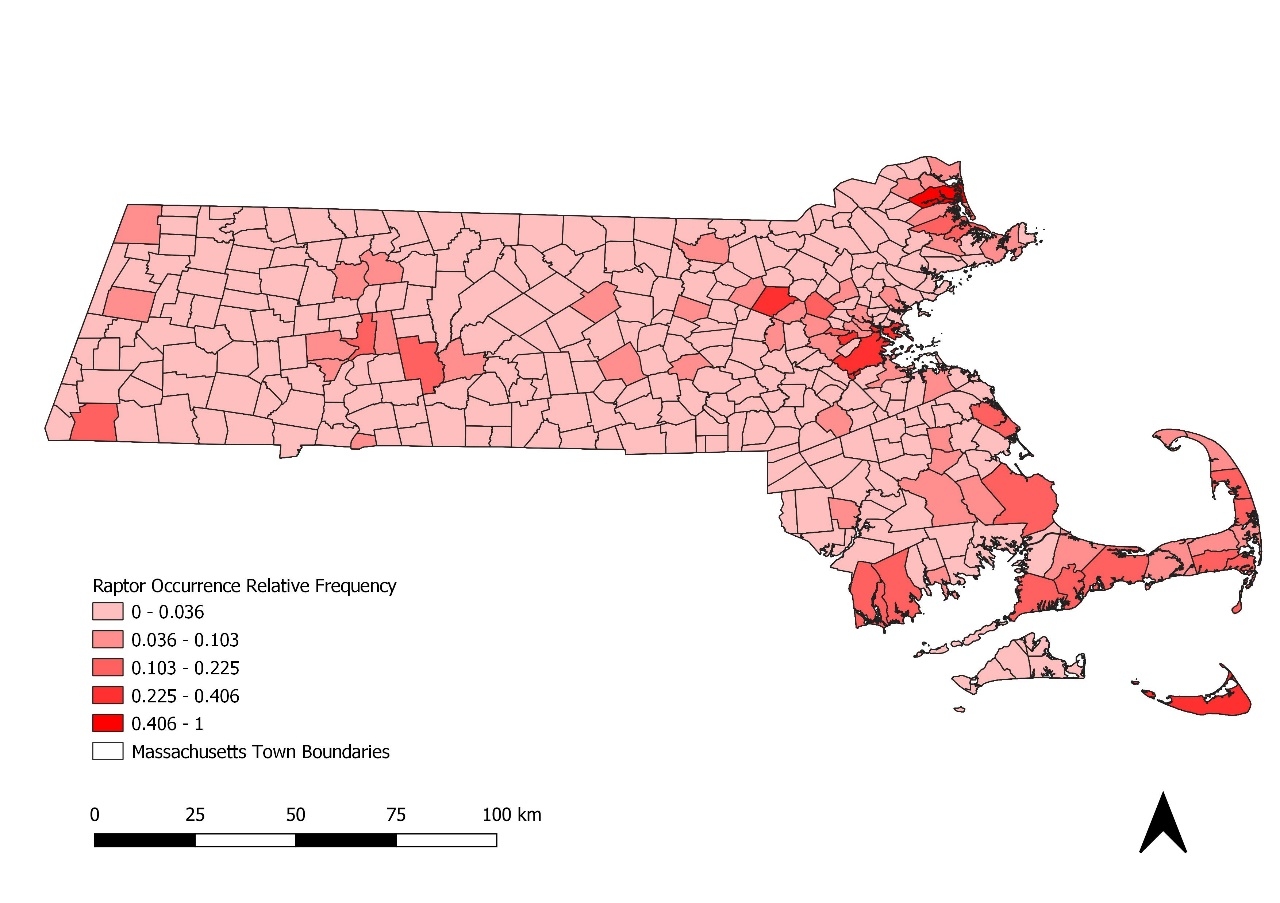 Raptor Occurrence Relative Frequency
0 - 0.036
0.036 - 0.103
0.103 - 0.225
0.225 - 0.406
0.406 - 1
Massachusetts Town Boundaries
0 25 50 75 100 km